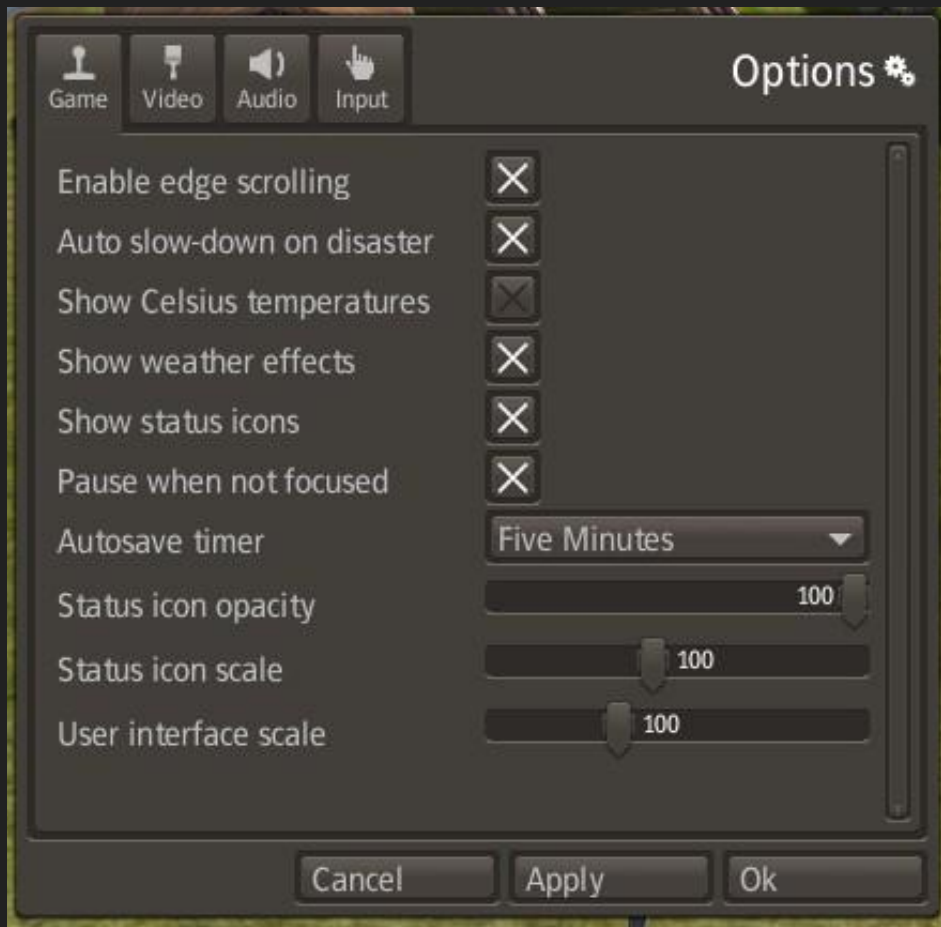 Game Video Audio Input
Options
Enable edge scrolling
Auto slow-down on disaster
Show Celsius temperatures
Show weather effects
Show status icons
Pause when not focused
Autosave timer Five Minutes
Status icon opacity 100
Status icon scale 100
User interface scale 100
Cancel Apply Ok